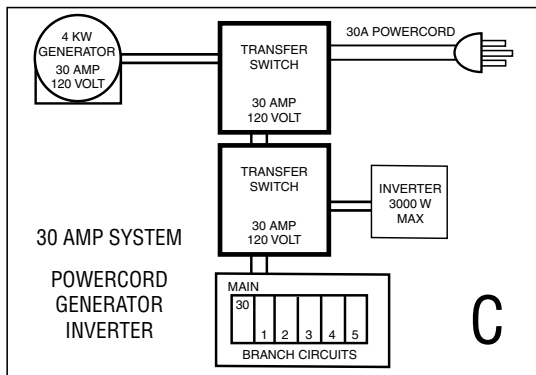 4 KW
GENERATOR
30 AMP
120 VOLT
TRANSFER
SWITCH
30 AMP
120 VOLT
30A POWERCORD
TRANSFER
SWITCH
30 AMP
120 VOLT
INVERTER
3000 W
MAX
30 AMP SYSTEM
POWERCORD
GENERATOR
INVERTER
MAIN
30
1 2 3 4 5
BRANCH CIRCUITS
C